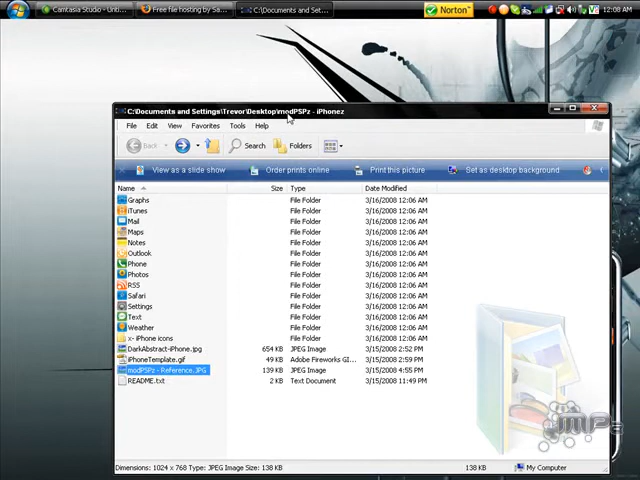 Camtasia Studio - Unti... Free file hosting by Sa... C:\Documents and Set... Norton 12:08 AM
C:\Documents and Settings\Trevor\Desktop\modPSPz - iPhonez
File Edit View Favorites Tools Help
Back Search Folders
View as a slide show Order prints online Print this picture Set as desktop background
Name Size Type Date Modified
Graphs File Folder 3/16/2008 12:06 AM
iTunes File Folder 3/16/2008 12:06 AM
Mail File Folder 3/16/2008 12:06 AM
Maps File Folder 3/16/2008 12:06 AM
Notes File Folder 3/16/2008 12:06 AM
Outlook File Folder 3/16/2008 12:06 AM
Phone File Folder 3/16/2008 12:06 AM
Photos File Folder 3/16/2008 12:06 AM
RSS File Folder 3/16/2008 12:06 AM
Safari File Folder 3/16/2008 12:06 AM
Settings File Folder 3/16/2008 12:06 AM
Text File Folder 3/16/2008 12:06 AM
Weather File Folder 3/16/2008 12:06 AM
x- iPhone icons File Folder 3/16/2008 12:06 AM
DarkAbstract-iPhone.jpg 654 KB JPEG Image 3/15/2008 2:52 PM
iPhoneTemplate.gif 49 KB Adobe Fireworks GI... 3/15/2008 2:59 PM
modPSPz - Reference.JPG 139 KB JPEG Image 3/15/2008 4:55 PM
README.txt 2 KB Text Document 3/15/2008 11:49 PM
Dimensions: 1024 x 768 Type: JPEG Image Size: 138 KB 138 KB My Computer